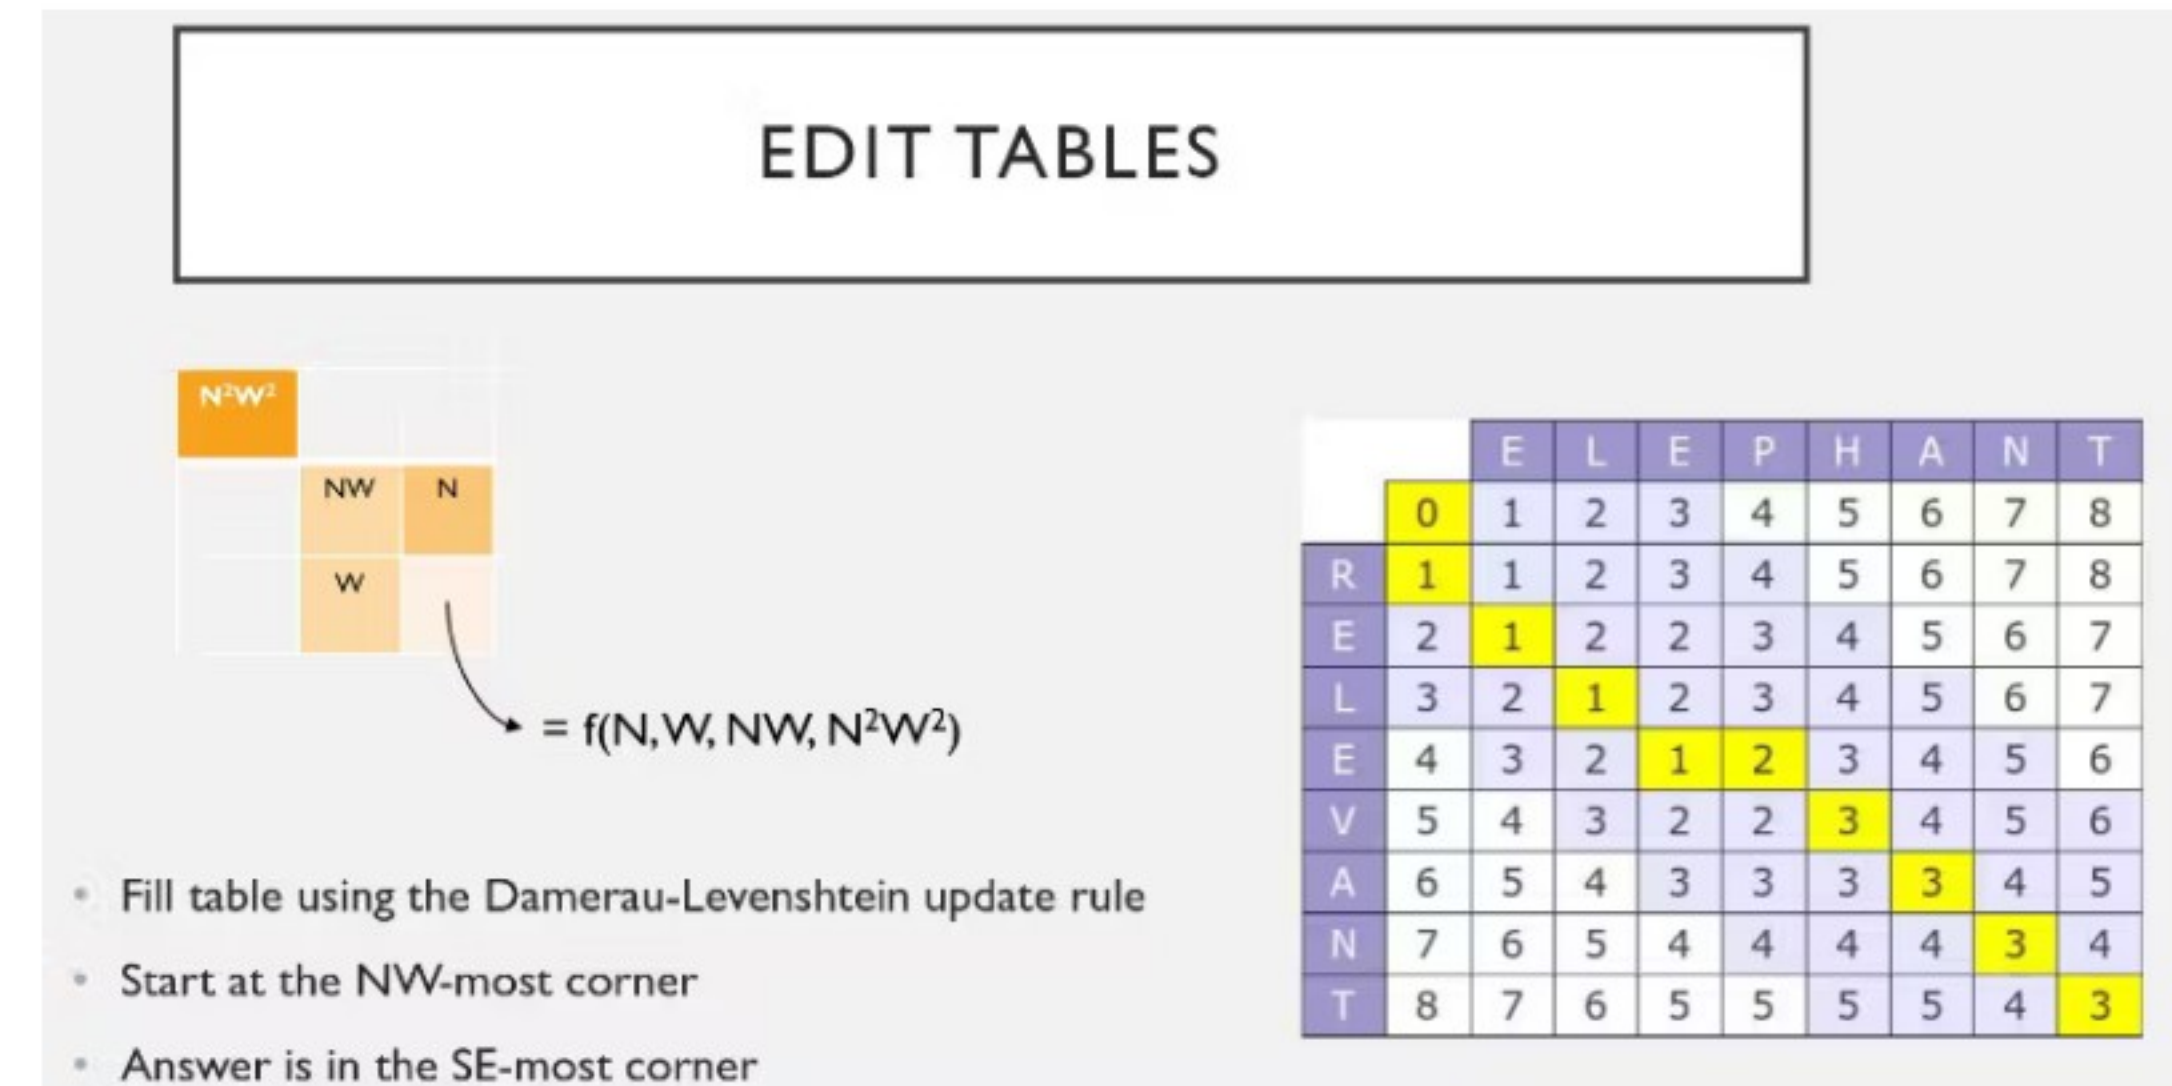 EDIT TABLES
N²W²
NW N
W
= f(N,W, NW, N²W²)
• Fill table using the Damerau-Levenshtein update rule
• Start at the NW-most corner
• Answer is in the SE-most corner
E L E P H A N T
0 1 2 3 4 5 6 7 8
R 1 1 2 3 4 5 6 7 8
E 2 1 2 2 3 4 5 6 7
L 3 2 1 2 3 4 5 6 7
E 4 3 2 1 2 3 4 5 6
V 5 4 3 2 2 3 4 5 6
A 6 5 4 3 3 3 3 4 5
N 7 6 5 4 4 4 4 3 4
T 8 7 6 5 5 5 5 4 3